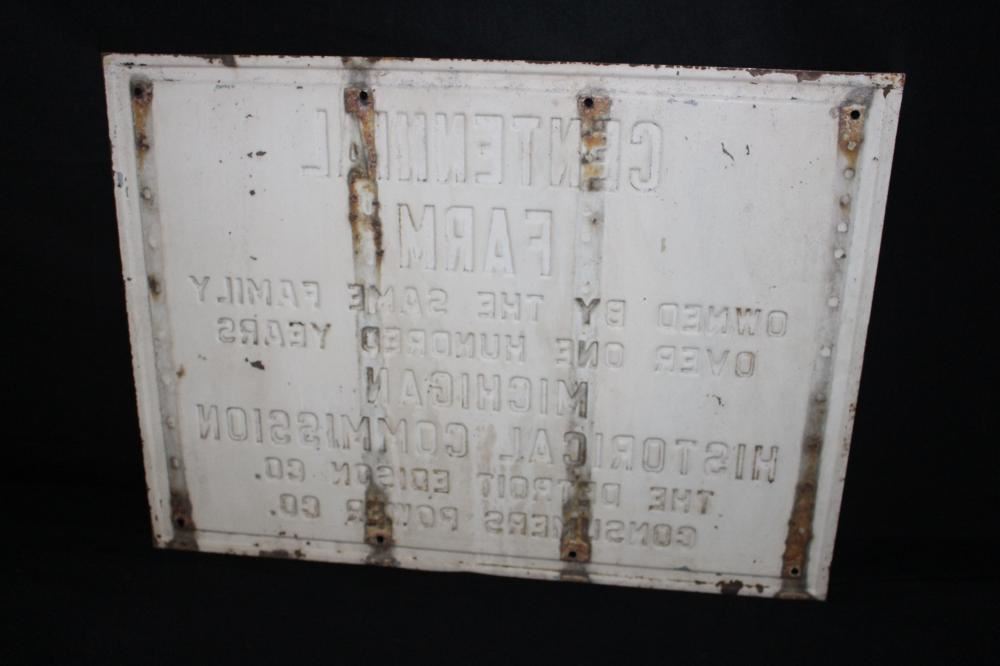 CENTENNIAL
FARM
OWNED BY THE SAME FAMILY
OVER ONE HUNDRED YEARS
MICHIGAN
HISTORICAL COMMISSION
THE DETROIT EDISON CO.
CONSUMERS POWER CO.